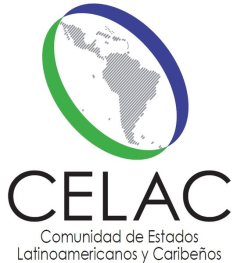 CELAC
Comunidad de Estados
Latinoamericanos y Caribeños